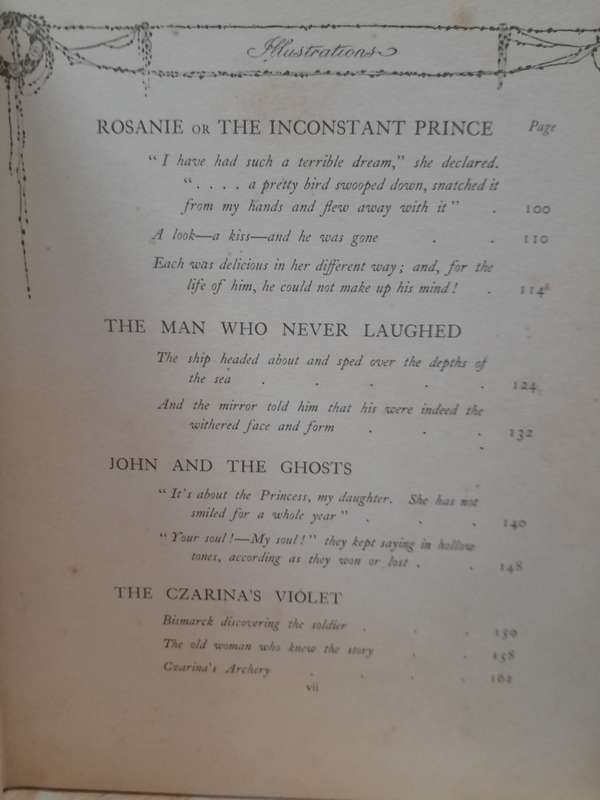 Illustrations
ROSANIE OR THE INCONSTANT PRINCE Page
“ I have had such a terrible dream,” she declared.
“ . . . . a pretty bird swooped down, snatched it
from my hands and flew away with it ” . 100
A look—a kiss—and he was gone . . 110
Each was delicious in her different way ; and, for the
life of him, he could not make up his mind ! . 114
THE MAN WHO NEVER LAUGHED
The ship headed about and sped over the depths of
the sea . . . . . 124
And the mirror told him that his were indeed the
withered face and form . . . 132
JOHN AND THE GHOSTS
“ It's about the Princess, my daughter. She has not
smiled for a whole year ” . . . 140
“ Your soul !—My soul ! ” they kept saying in hollow
tones, according as they won or lost . . 148
THE CZARINA'S VIOLET
Bismarck discovering the soldier . . . 150
The old woman who knew the story . . 158
Czarina's Archery . . . . 162
vii